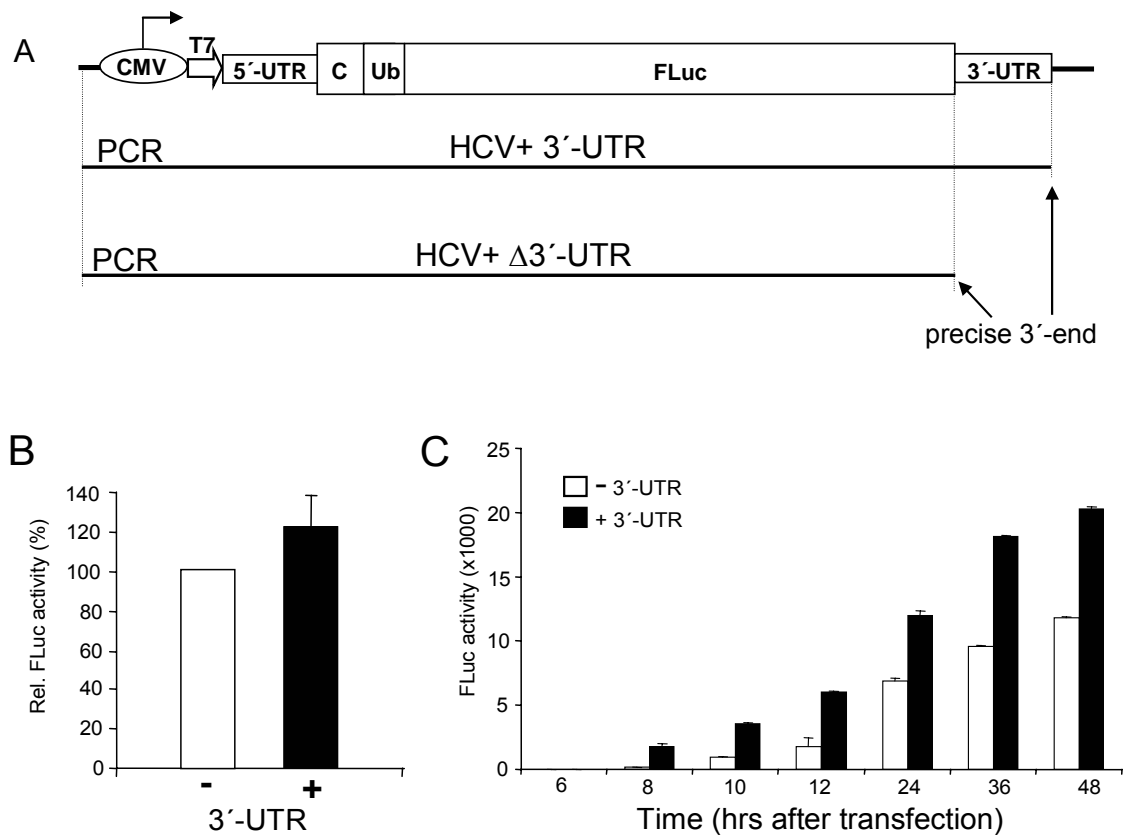 A
CMV
T7
5´-UTR
C
Ub
FLuc
3´-UTR
PCR
HCV+ 3´-UTR
PCR
HCV+ Δ3´-UTR
precise 3´-end
B
Rel. FLuc activity (%)
140
120
100
80
60
40
20
0
- +
3´-UTR
C
FLuc activity (x1000)
25
20
15
10
5
0
- 3´-UTR
+ 3´-UTR
6 8 10 12 24 36 48
Time (hrs after transfection)